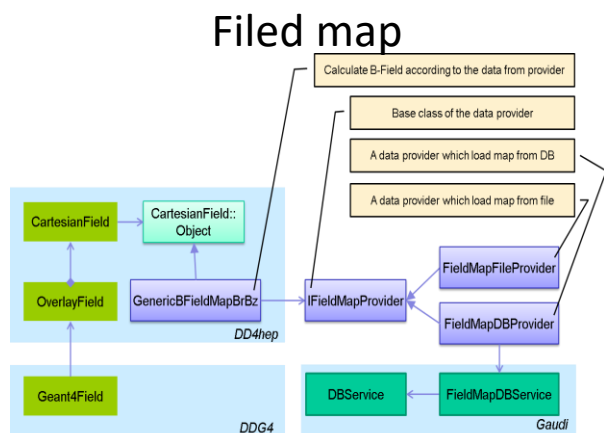 Filed map
Calculate B-Field according to the data from provider
Base class of the data provider
A data provider which load map from DB
A data provider which load map from file
CartesianField
CartesianField::
Object
FieldMapFileProvider
OverlayField
GenericBFieldMapBrBz
IFieldMapProvider
FieldMapDBProvider
DD4hep
Geant4Field
DBService
FieldMapDBService
DDG4
Gaudi